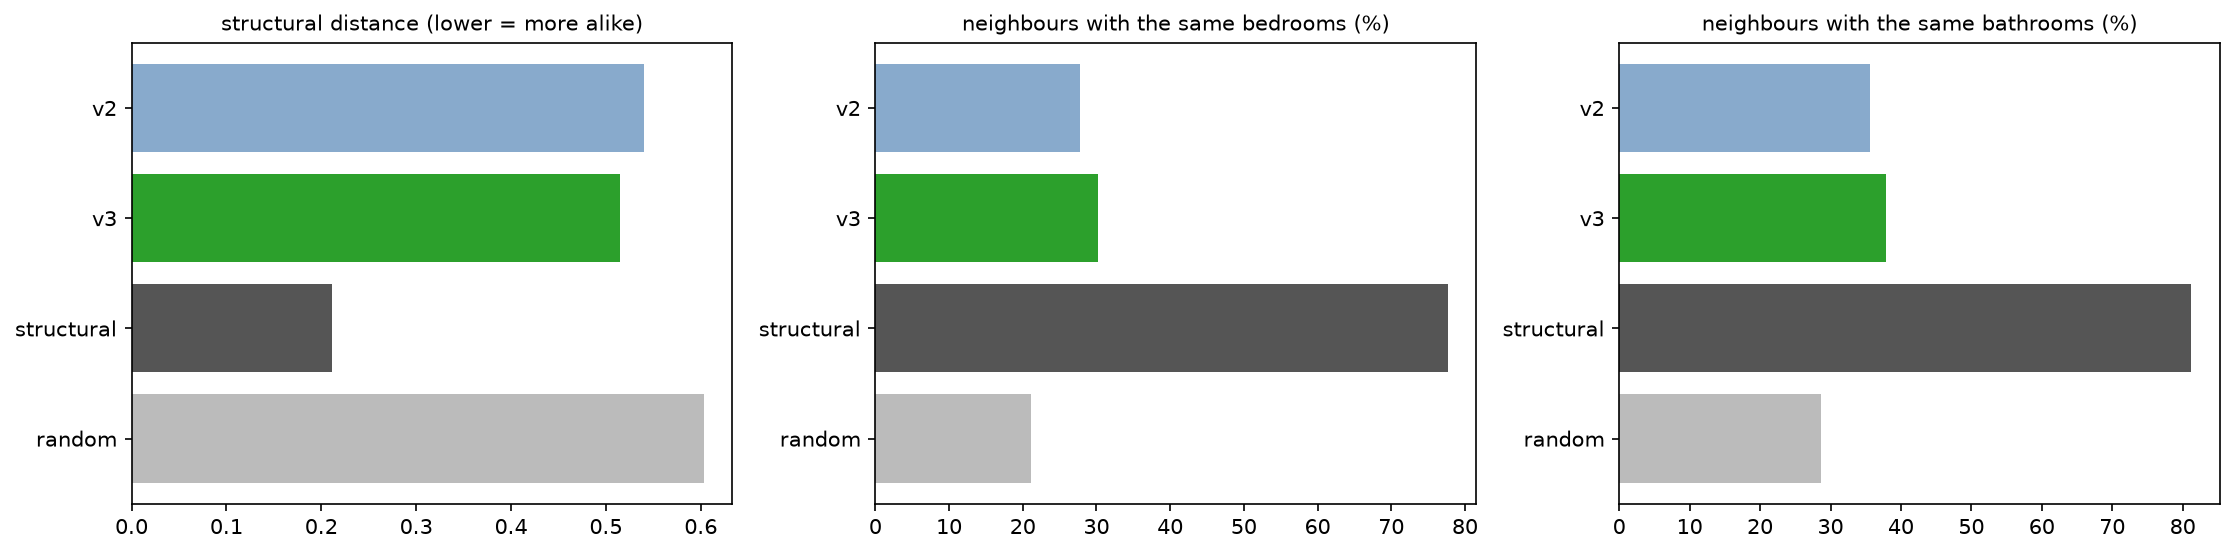 structural distance (lower = more alike)
v2
v3
structural
random
0.0 0.1 0.2 0.3 0.4 0.5 0.6
neighbours with the same bedrooms (%)
v2
v3
structural
random
0 10 20 30 40 50 60 70 80
neighbours with the same bathrooms (%)
v2
v3
structural
random
0 10 20 30 40 50 60 70 80